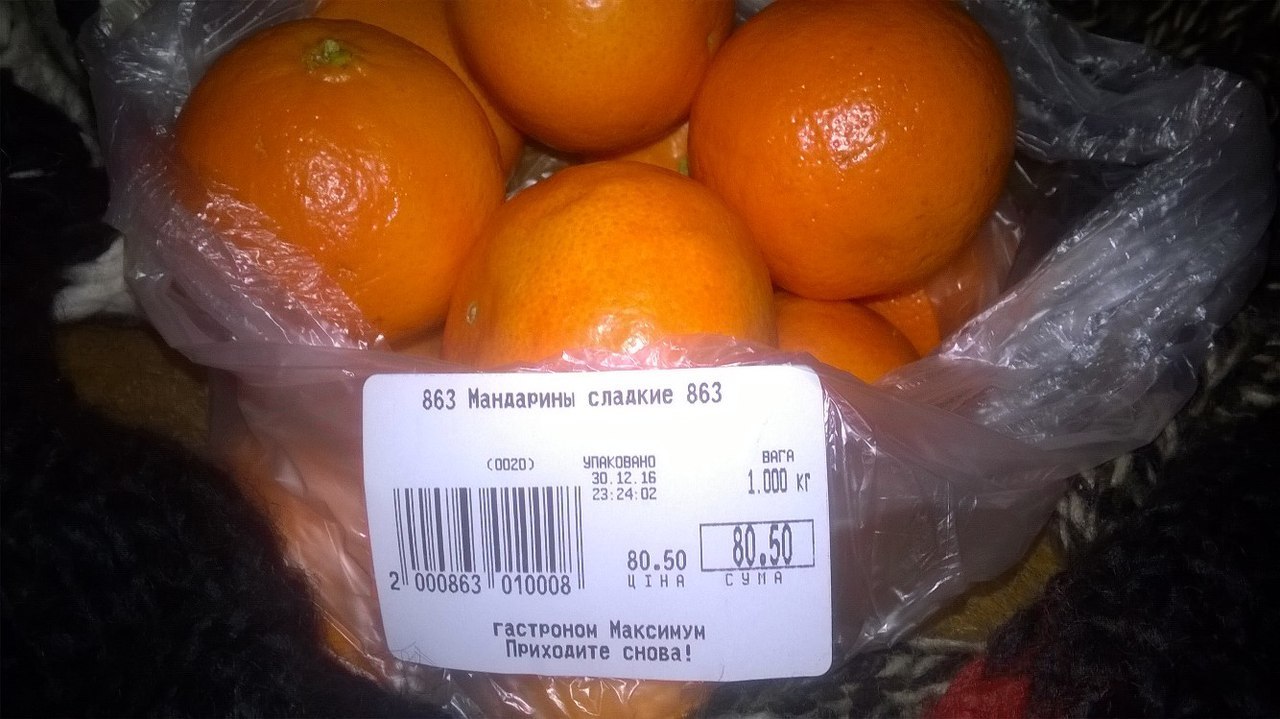 863 Мандарины сладкие 863
(0020)
УПАКОВАНО
30.12.16
23:24:02
ВАГА
1.000 кг
80.50
ЦІНА
80.50
СУМА
2 000863 010008
гастроном Максимум
Приходите снова!